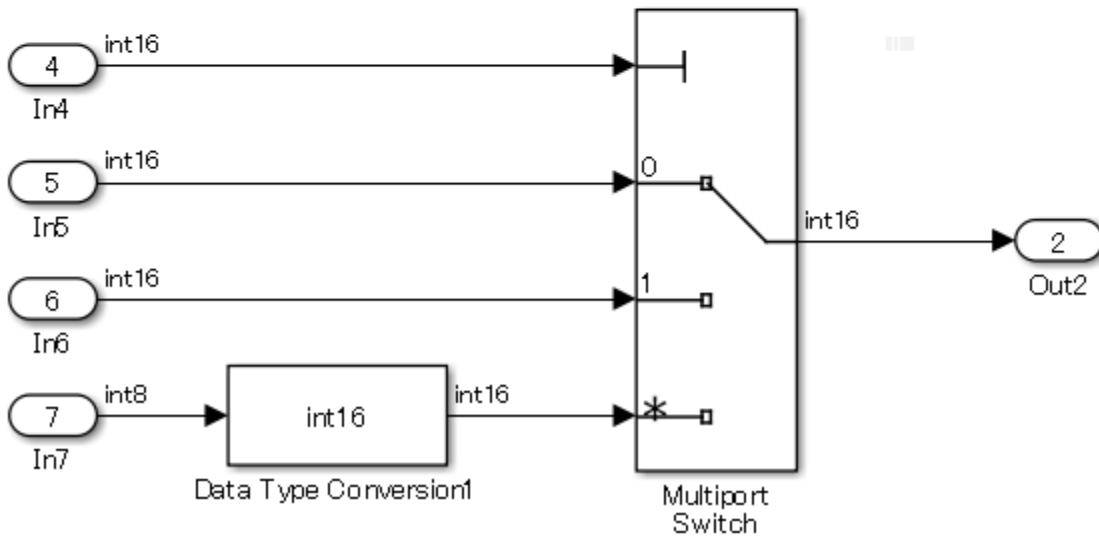 int16
4
In4
int16
5
In5
0
int16
2
Out2
int16
6
In6
1
int8
7
In7
int16
int16
*
Data Type Conversion1
Multiport
Switch